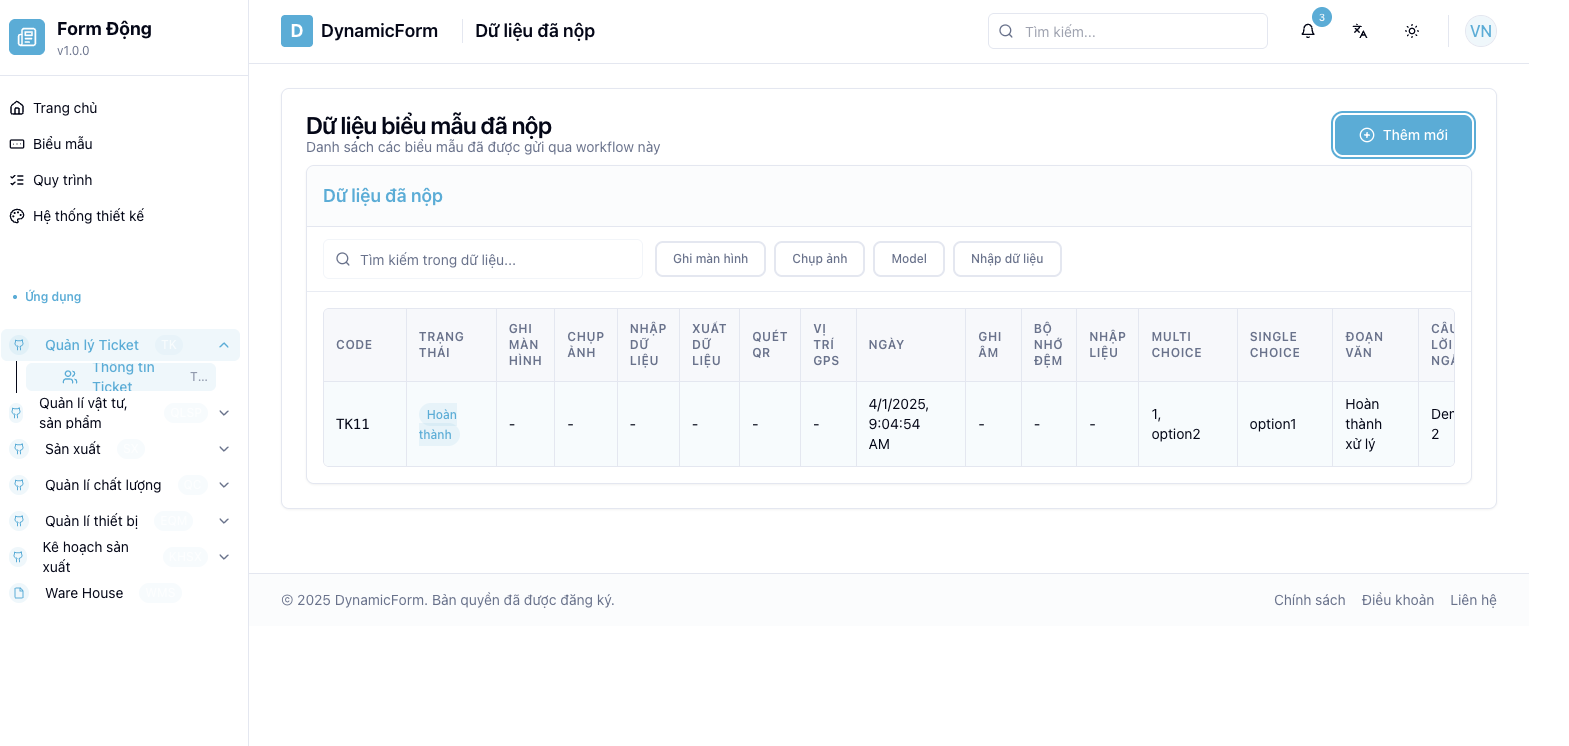 Form Động
v1.0.0
Trang chủ
Biểu mẫu
Quy trình
Hệ thống thiết kế
Ứng dụng
Quản lý Ticket TK
Thông tin
Ticket
T...
Quản lí vật tư,
sản phẩm
Sản xuất
Quản lí chất lượng
Quản lí thiết bị
Kế hoạch sản
xuất
Ware House
D DynamicForm Dữ liệu đã nộp
Tìm kiếm...
3
VN
Dữ liệu biểu mẫu đã nộp
Danh sách các biểu mẫu đã được gửi qua workflow này
Thêm mới
Dữ liệu đã nộp
Tìm kiếm trong dữ liệu...
Ghi màn hình Chụp ảnh Model Nhập dữ liệu
CODE
TRẠNG
THÁI
GHI
MÀN
HÌNH
CHỤP
ẢNH
NHẬP
DỮ
LIỆU
XUẤT
DỮ
LIỆU
QUÉT
QR
VỊ
TRÍ
GPS
NGÀY
GHI
ÂM
BỘ
NHỚ
ĐỆM
NHẬP
LIỆU
MULTI
CHOICE
SINGLE
CHOICE
ĐOẠN
VĂN
CÂU
LỜI
TK11
Hoàn
thành
-
-
-
-
-
-
4/1/2025,
9:04:54
AM
-
-
-
1,
option2
option1
Hoàn
thành
xử lý
2
© 2025 DynamicForm. Bản quyền đã được đăng ký.
Chính sách Điều khoản Liên hệ